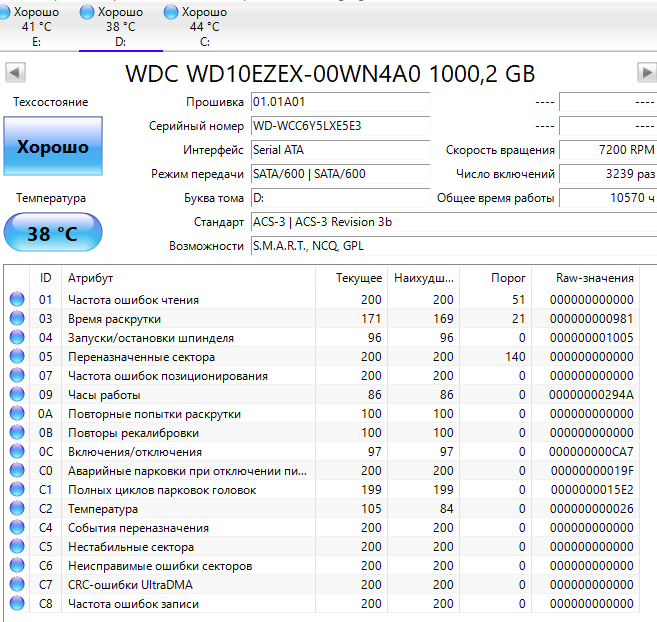 Хорошо Хорошо Хорошо
41 °C 38 °C 44 °C
E: D: C:
WDC WD10EZEX-00WN4A0 1000,2 GB
Техсостояние
Хорошо
Температура
38 °C
Прошивка 01.01A01 ---- ----
Серийный номер WD-WCC6Y5LXE5E3 ---- ----
Интерфейс Serial ATA Скорость вращения 7200 RPM
Режим передачи SATA/600 | SATA/600 Число включений 3239 раз
Буква тома D: Общее время работы 10570 ч
Стандарт ACS-3 | ACS-3 Revision 3b
Возможности S.M.A.R.T., NCQ, GPL
ID Атрибут Текущее Наихудш... Порог Raw-значения
01 Частота ошибок чтения 200 200 51 000000000000
03 Время раскрутки 171 169 21 000000000981
04 Запуски/остановки шпинделя 96 96 0 000000001005
05 Переназначенные сектора 200 200 140 000000000000
07 Частота ошибок позиционирования 200 200 0 000000000000
09 Часы работы 86 86 0 00000000294A
0A Повторные попытки раскрутки 100 100 0 000000000000
0B Повторы рекалибровки 100 100 0 000000000000
0C Включения/отключения 97 97 0 000000000CA7
C0 Аварийные парковки при отключении пи... 200 200 0 00000000019F
C1 Полных циклов парковок головок 199 199 0 0000000015E2
C2 Температура 105 84 0 000000000026
C4 События переназначения 200 200 0 000000000000
C5 Нестабильные сектора 200 200 0 000000000000
C6 Неисправимые ошибки секторов 200 200 0 000000000000
C7 CRC-ошибки UltraDMA 200 200 0 000000000000
C8 Частота ошибок записи 200 200 0 000000000000